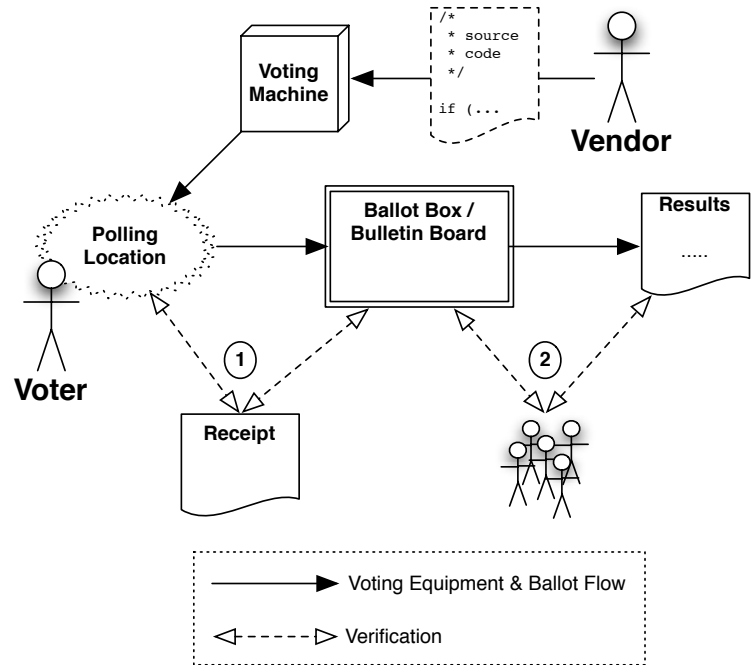 /*
* source
* code
*/
if (...
Voting
Machine
Vendor
Polling
Location
Ballot Box /
Bulletin Board
Results
.....
Voter
1
2
Receipt
Voting Equipment & Ballot Flow
Verification